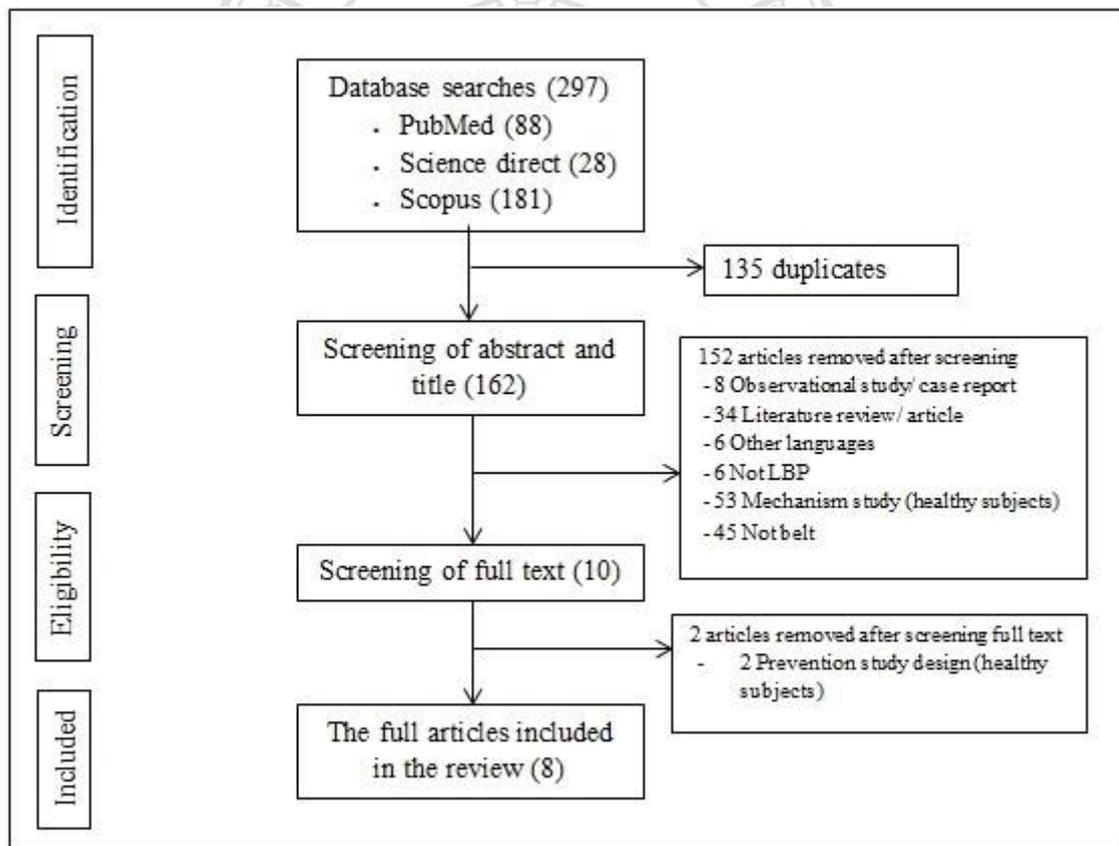 Identification
Database searches (297)
. PubMed (88)
. Science direct (28)
. Scopus (181)
135 duplicates
Screening
Screening of abstract and
title (162)
152 articles removed after screening
- 8 Observational study/ case report
- 34 Literature review/ article
- 6 Other languages
- 6 Not LBP
- 53 Mechanism study (healthy subjects)
- 45 Not belt
Eligibility
Screening of full text (10)
2 articles removed after screening full text
- 2 Prevention study design (healthy
subjects)
Included
The full articles included
in the review (8)